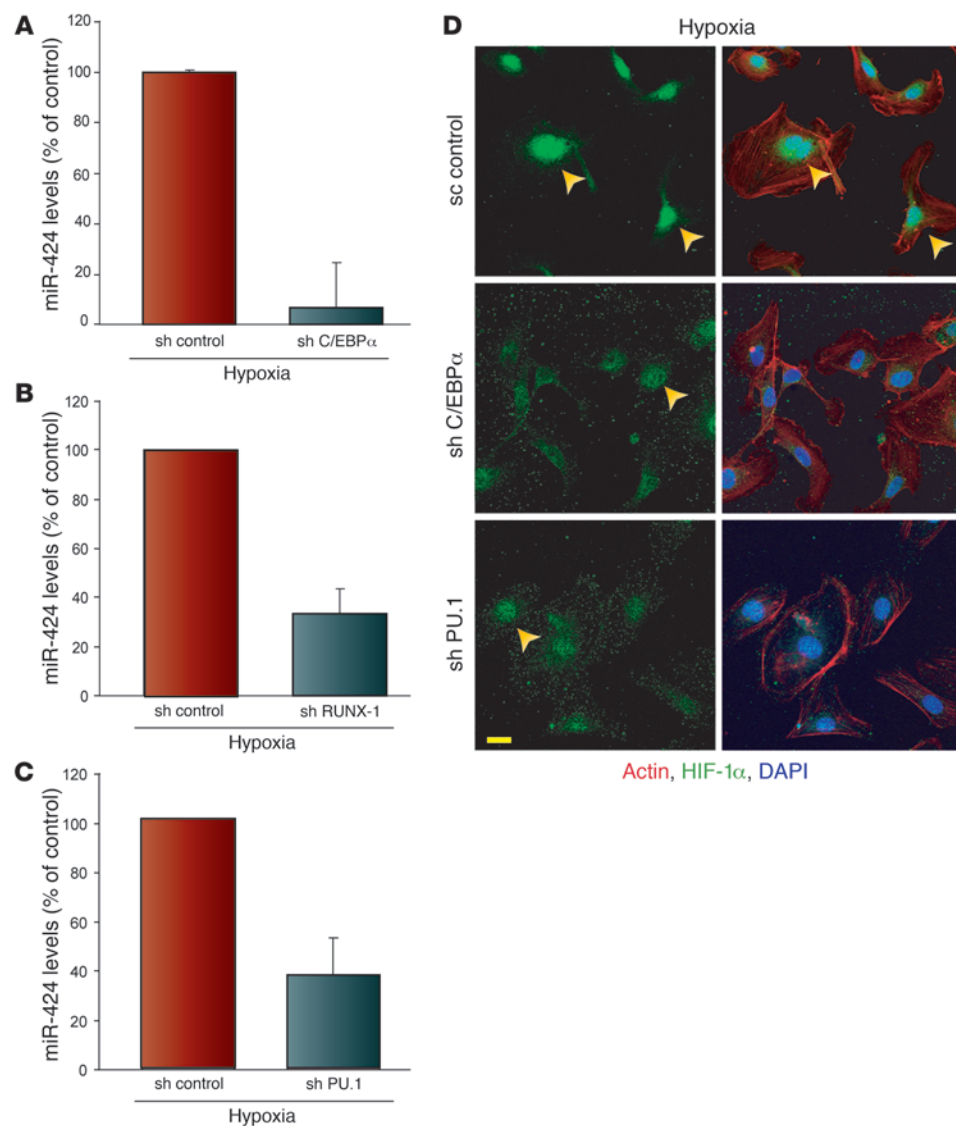 A
miR-424 levels (% of control)
120
100
80
60
40
20
0
sh control
sh C/EBPα
Hypoxia
B
miR-424 levels (% of control)
120
100
80
60
40
20
0
sh control
sh RUNX-1
Hypoxia
C
miR-424 levels (% of control)
120
100
80
60
40
20
0
sh control
sh PU.1
Hypoxia
D
Hypoxia
sc control
sh C/EBPα
sh PU.1
Actin, HIF-1α, DAPI